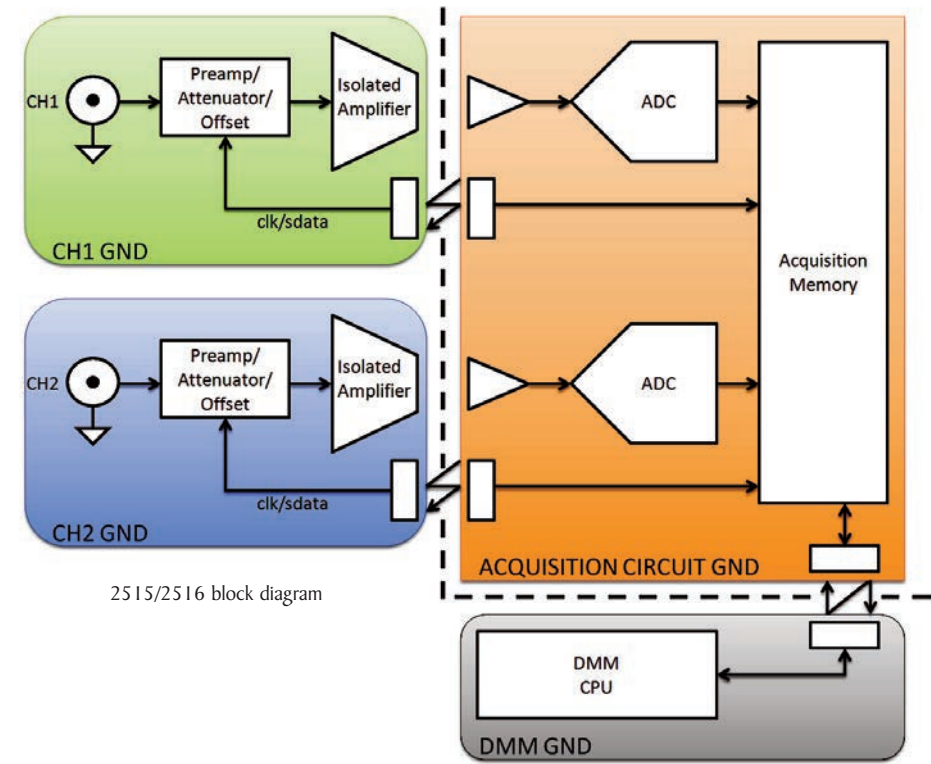 CH1
Preamp/
Attenuator/
Offset
Isolated
Amplifier
clk/sdata
CH1 GND
CH2
Preamp/
Attenuator/
Offset
Isolated
Amplifier
clk/sdata
CH2 GND
2515/2516 block diagram
ADC
Acquisition
Memory
ADC
ACQUISITION CIRCUIT GND
DMM
CPU
DMM GND